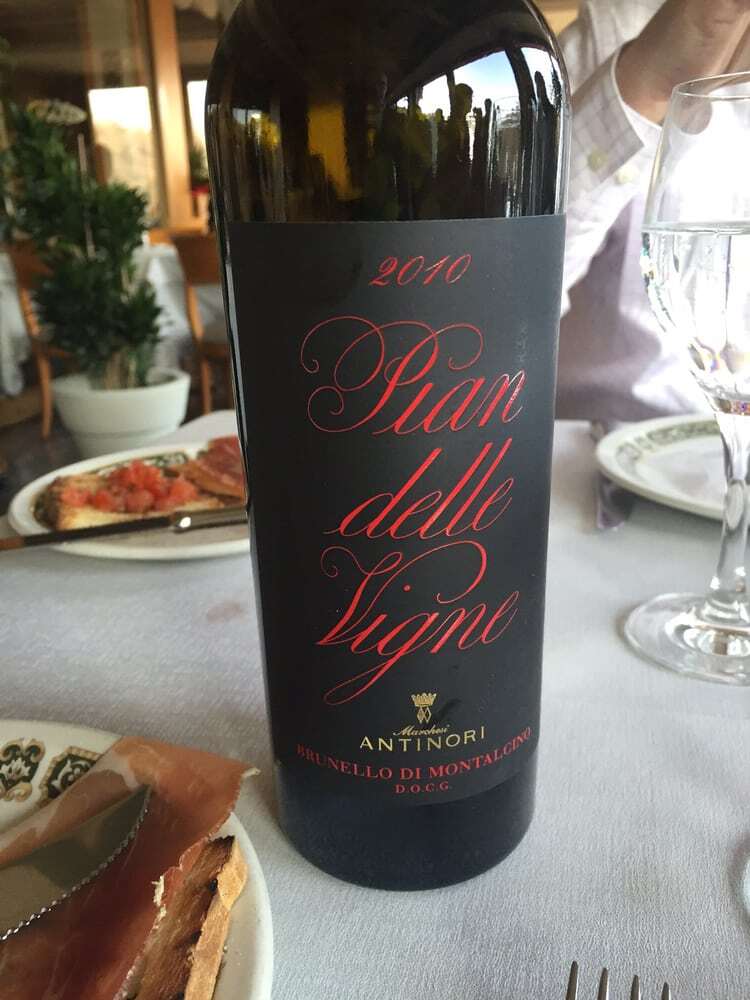 2010
Pian
delle
Vigne
Marchesi
ANTINORI
BRUNELLO DI MONTALCINO
D.O.C.G.